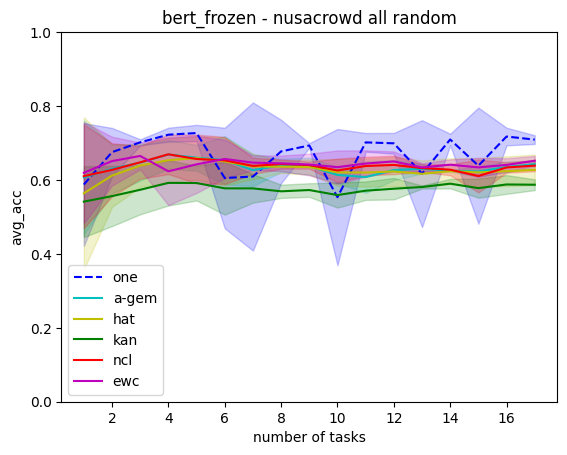 bert_frozen - nusacrowd all random
1.0
0.8
0.6
0.4
0.2
0.0
avg_acc
one
a-gem
hat
kan
ncl
ewc
2 4 6 8 10 12 14 16
number of tasks